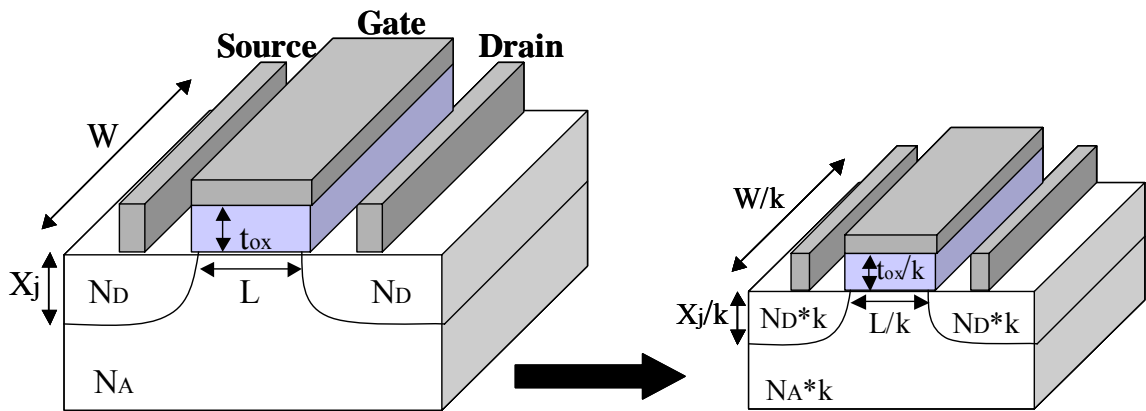 Gate
Source
Drain
W
tox
Xj
ND
L
ND
NA
W/k
tox/k
Xj/k
ND*k
L/k
ND*k
NA*k